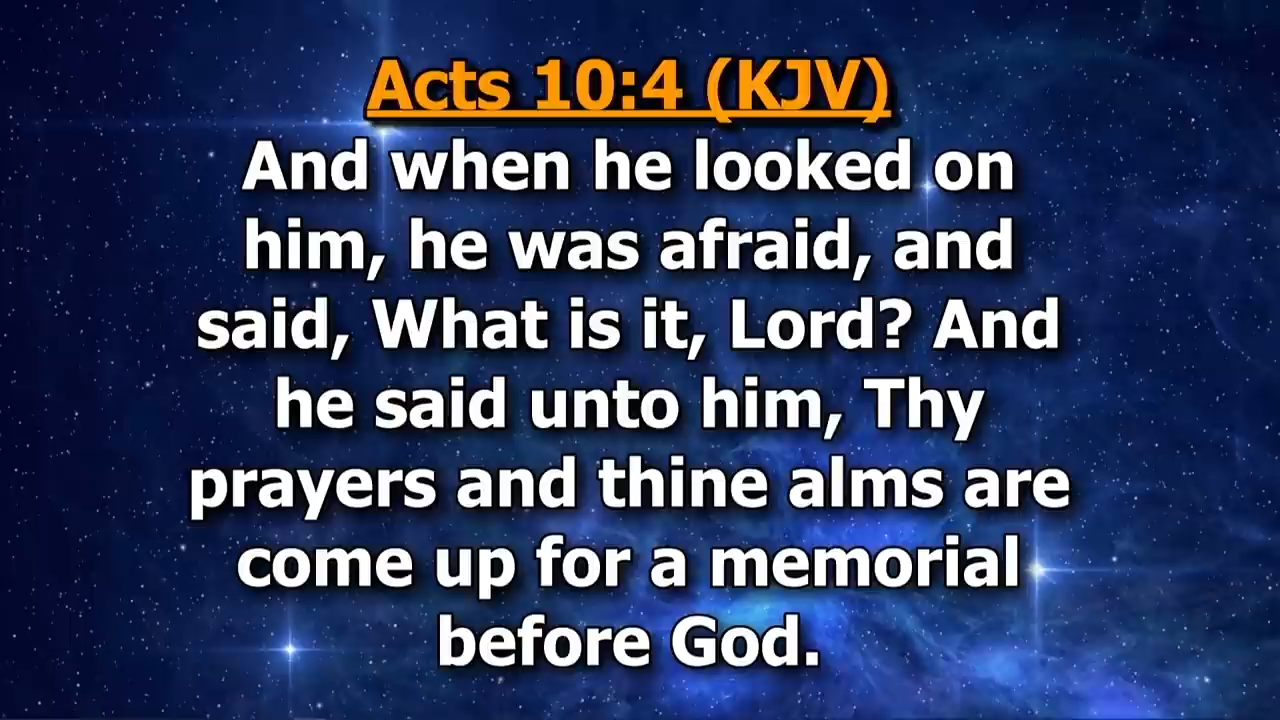 Acts 10:4 (KJV)
And when he looked on
him, he was afraid, and
said, What is it, Lord? And
he said unto him, Thy
prayers and thine alms are
come up for a memorial
before God.